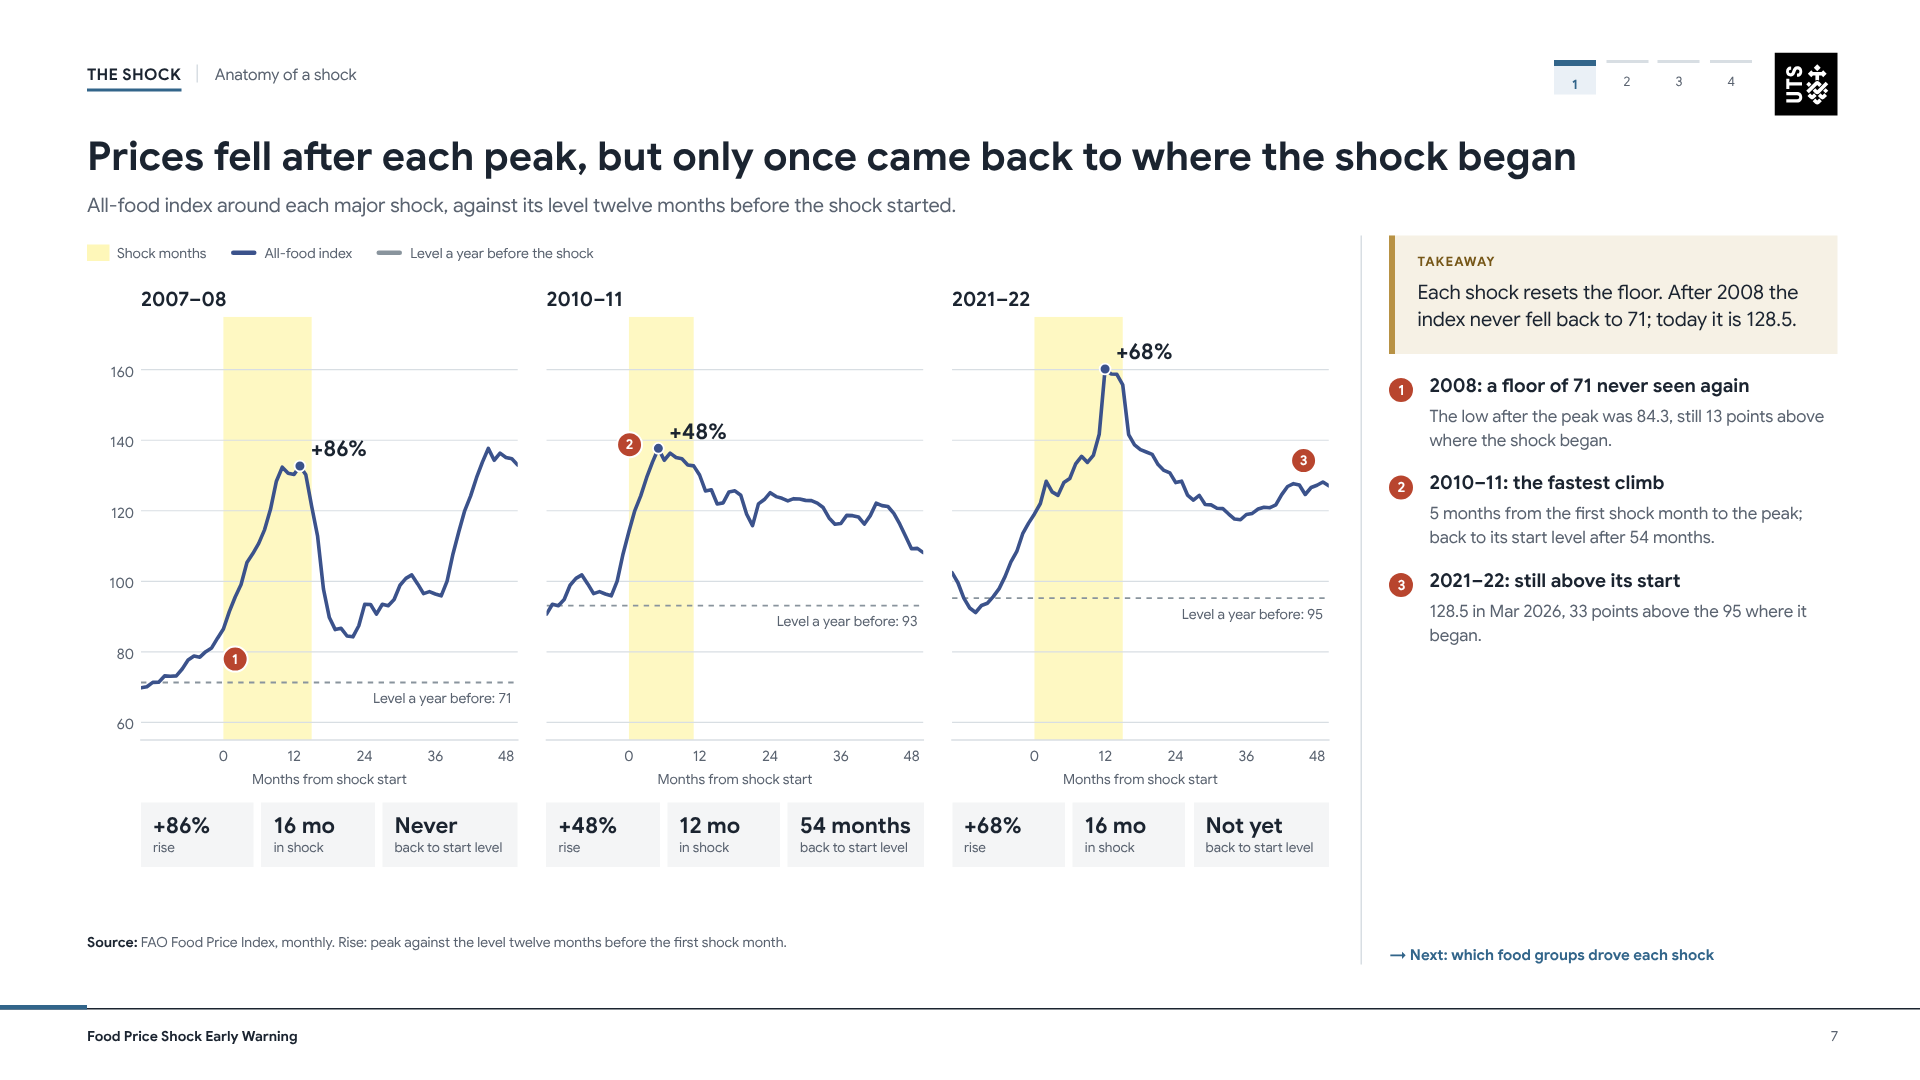 THE SHOCK
Anatomy of a shock
1 2 3 4
UTS
Prices fell after each peak, but only once came back to where the shock began
All-food index around each major shock, against its level twelve months before the shock started.
Shock months All-food index Level a year before the shock
2007–08
160
140
120
100
80
60
+86%
1
Level a year before: 71
0 12 24 36 48
Months from shock start
+86%
rise
16 mo
in shock
Never
back to start level
2010–11
2
+48%
Level a year before: 93
0 12 24 36 48
Months from shock start
+48%
rise
12 mo
in shock
54 months
back to start level
2021–22
+68%
3
Level a year before: 95
0 12 24 36 48
Months from shock start
+68%
rise
16 mo
in shock
Not yet
back to start level
TAKEAWAY
Each shock resets the floor. After 2008 the
index never fell back to 71; today it is 128.5.
1
2008: a floor of 71 never seen again
The low after the peak was 84.3, still 13 points above
where the shock began.
2
2010–11: the fastest climb
5 months from the first shock month to the peak;
back to its start level after 54 months.
3
2021–22: still above its start
128.5 in Mar 2026, 33 points above the 95 where it
began.
→ Next: which food groups drove each shock
Source: FAO Food Price Index, monthly. Rise: peak against the level twelve months before the first shock month.
Food Price Shock Early Warning
7